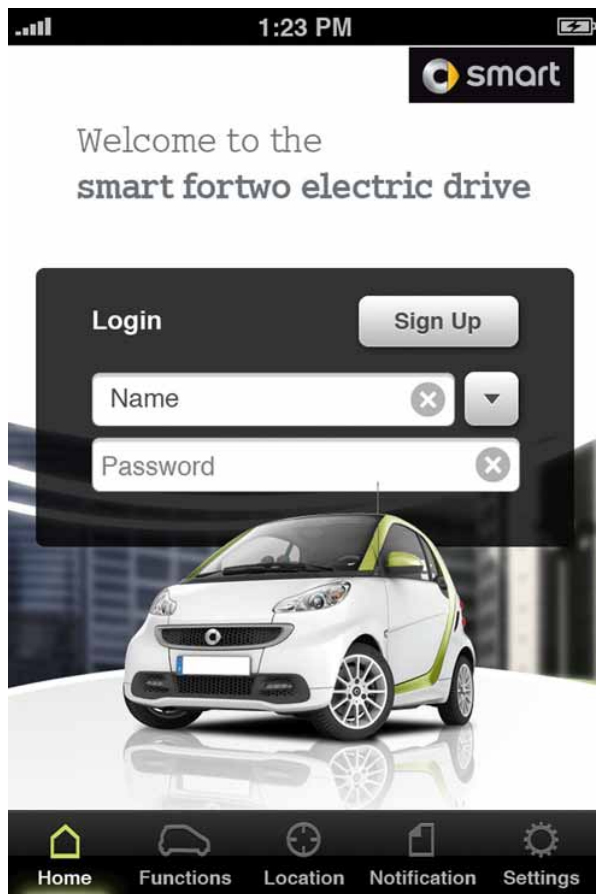 1:23 PM
smart
Welcome to the
smart fortwo electric drive
Login
Sign Up
Name
Password
Home
Functions
Location
Notification
Settings